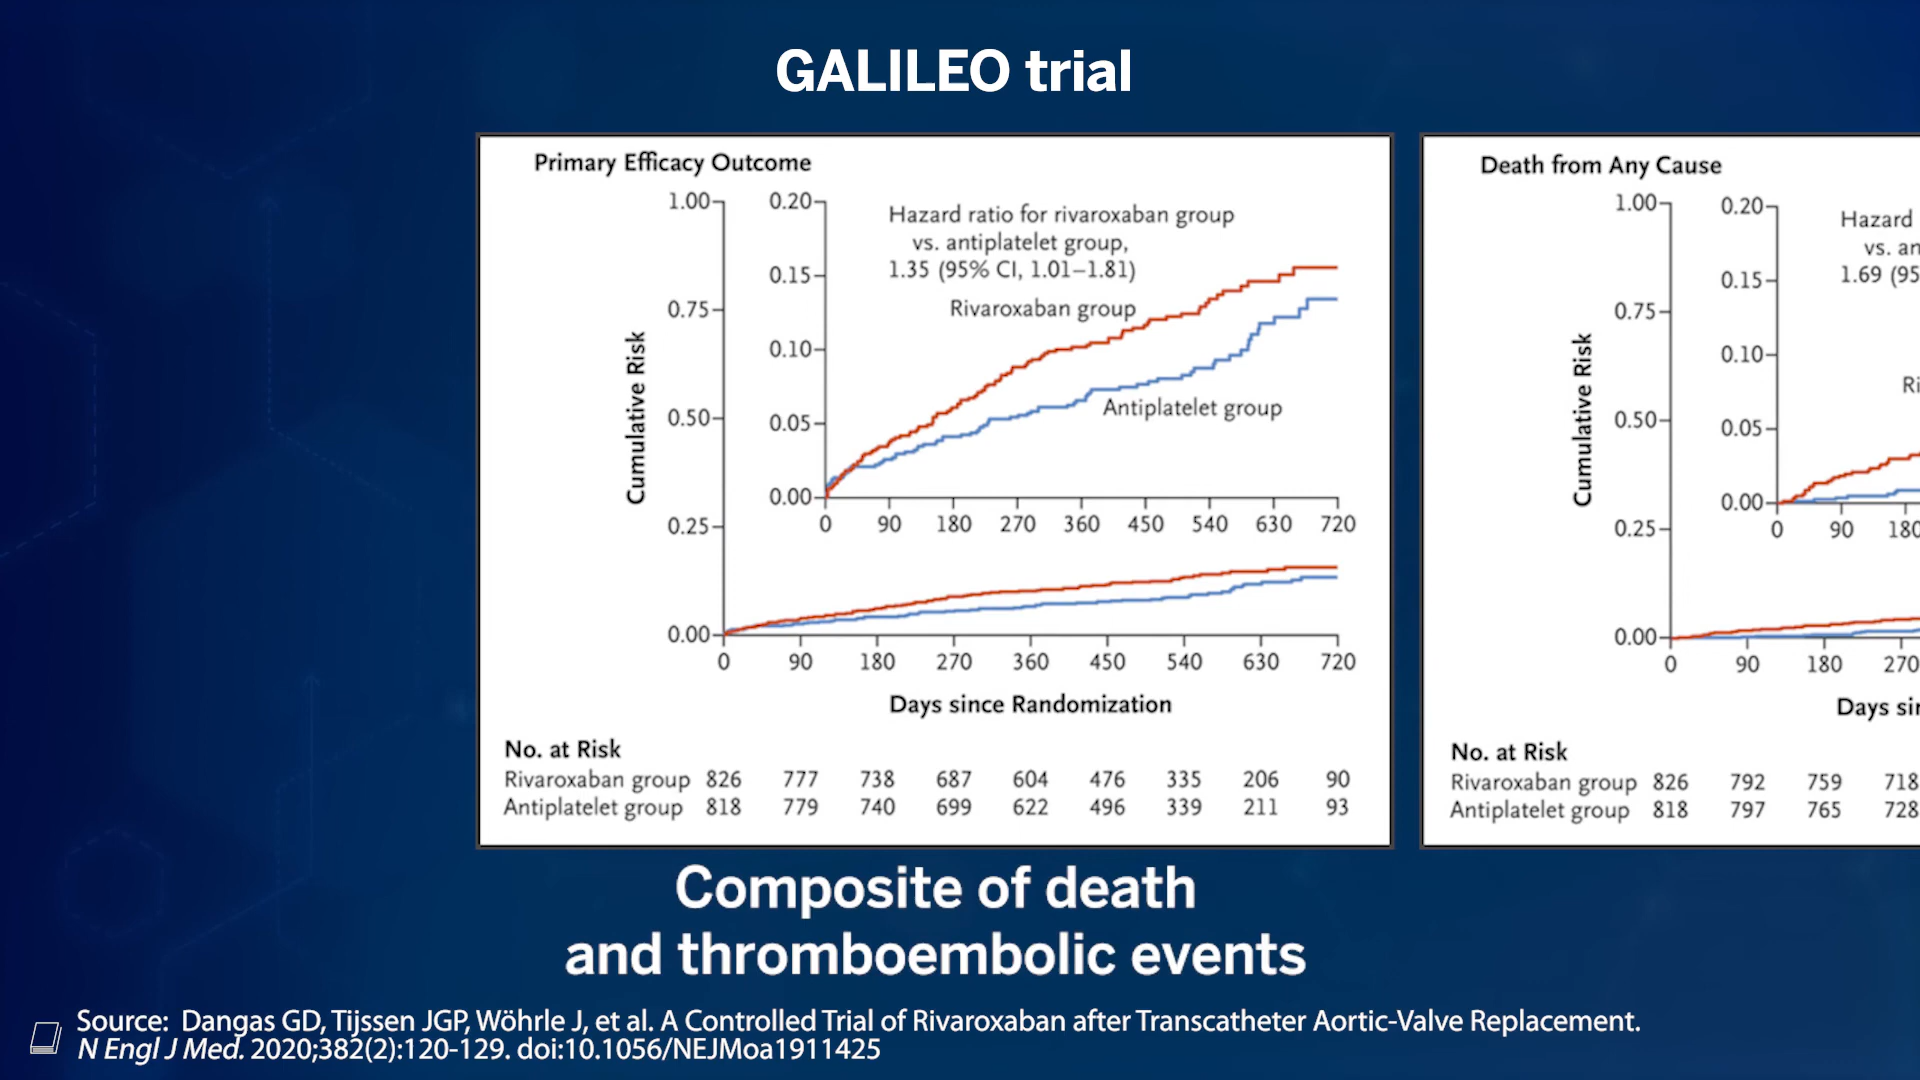 GALILEO trial
Primary Efficacy Outcome
Cumulative Risk
1.00
0.75
0.50
0.25
0.00
0.20
0.15
0.10
0.05
0.00
Hazard ratio for rivaroxaban group
vs. antiplatelet group,
1.35 (95% CI, 1.01–1.81)
Rivaroxaban group
Antiplatelet group
0 90 180 270 360 450 540 630 720
0 90 180 270 360 450 540 630 720
Days since Randomization
No. at Risk
Rivaroxaban group 826 777 738 687 604 476 335 206 90
Antiplatelet group 818 779 740 699 622 496 339 211 93
Death from Any Cause
Cumulative Risk
1.00
0.75
0.50
0.25
0.00
0.20
0.15
0.10
0.05
0.00
Hazard
vs. an
1.69 (95
Ri
0 90 180
0 90 180 270
Days sin
No. at Risk
Rivaroxaban group 826 792 759 718
Antiplatelet group 818 797 765 728
Composite of death
and thromboembolic events
Source: Dangas GD, Tijssen JGP, Wöhrle J, et al. A Controlled Trial of Rivaroxaban after Transcatheter Aortic-Valve Replacement.
N Engl J Med. 2020;382(2):120-129. doi:10.1056/NEJMoa1911425